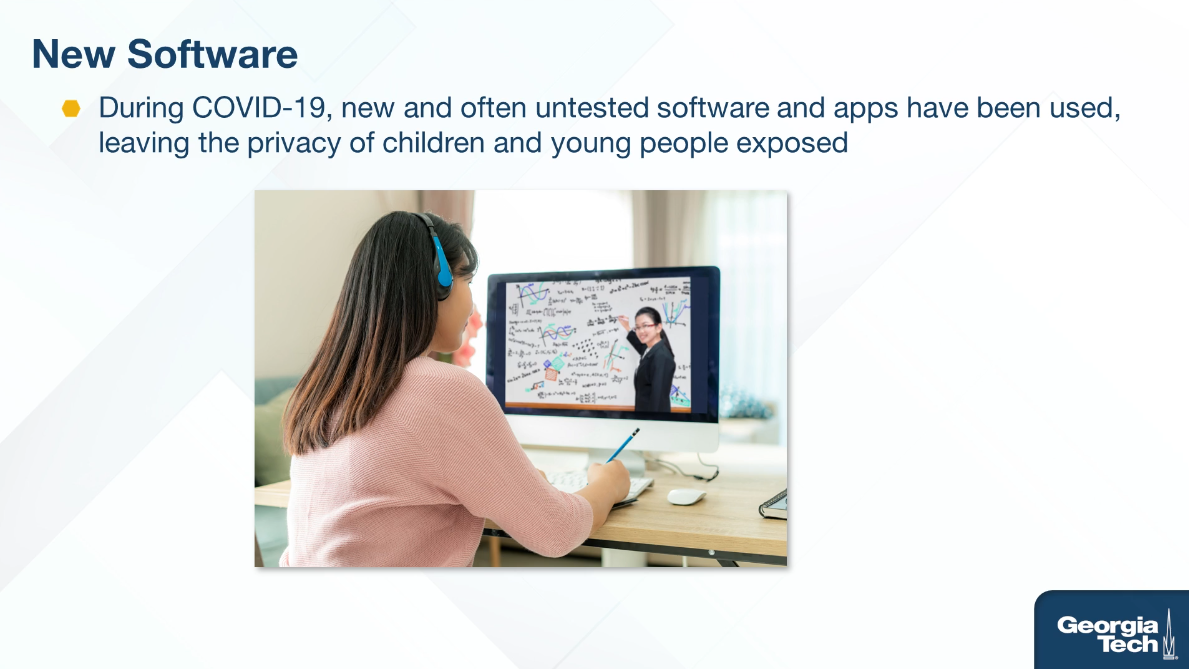 New Software
During COVID-19, new and often untested software and apps have been used,
leaving the privacy of children and young people exposed
Georgia
Tech